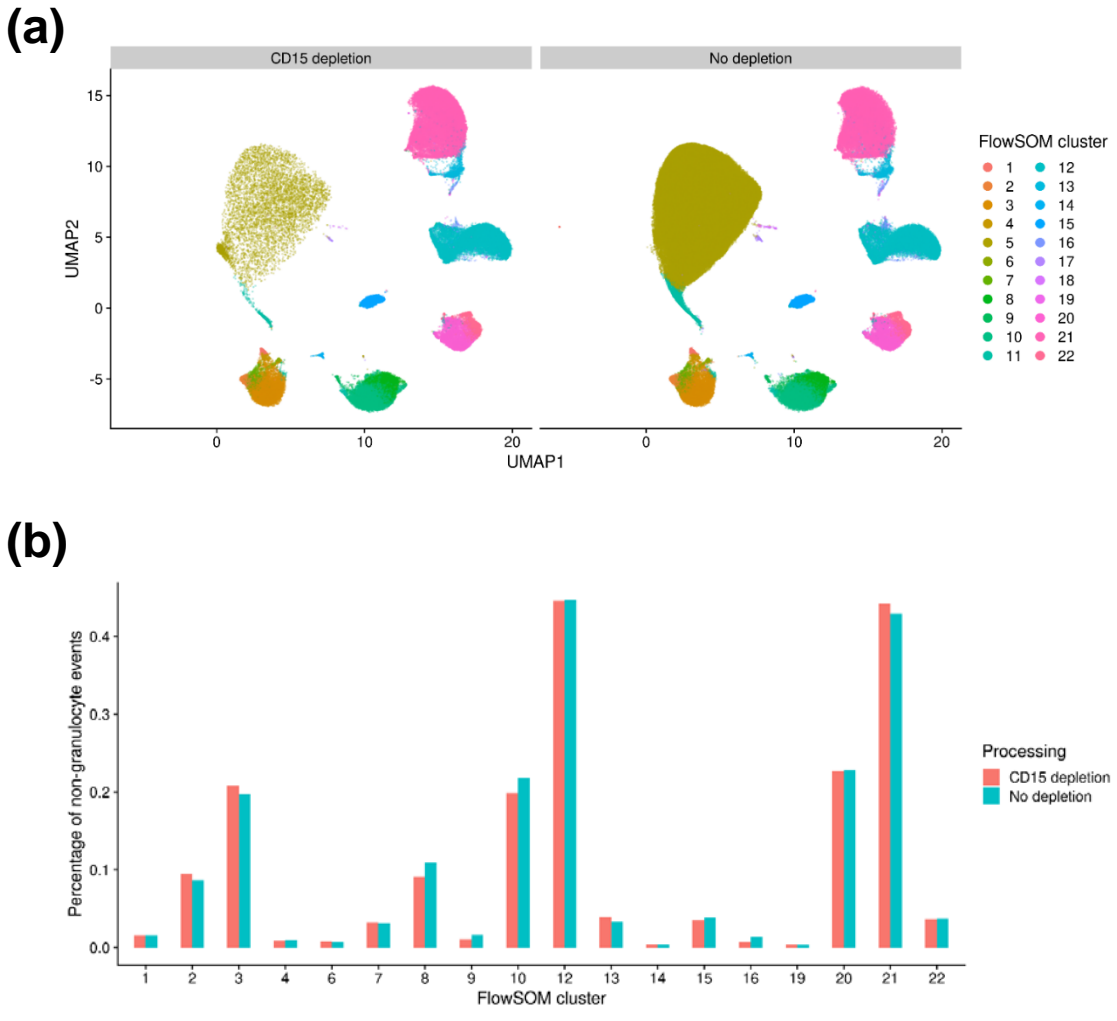 (a)
CD15 depletion No depletion
15
10
5
0
-5
UMAP2
0 10 20 0 10 20
UMAP1
FlowSOM cluster
1 12
2 13
3 14
4 15
5 16
6 17
7 18
8 19
9 20
10 21
11 22
(b)
Percentage of non-granulocyte events
0.4
0.3
0.2
0.1
0.0
1 2 3 4 6 7 8 9 10 12 13 14 15 16 19 20 21 22
FlowSOM cluster
Processing
CD15 depletion
No depletion